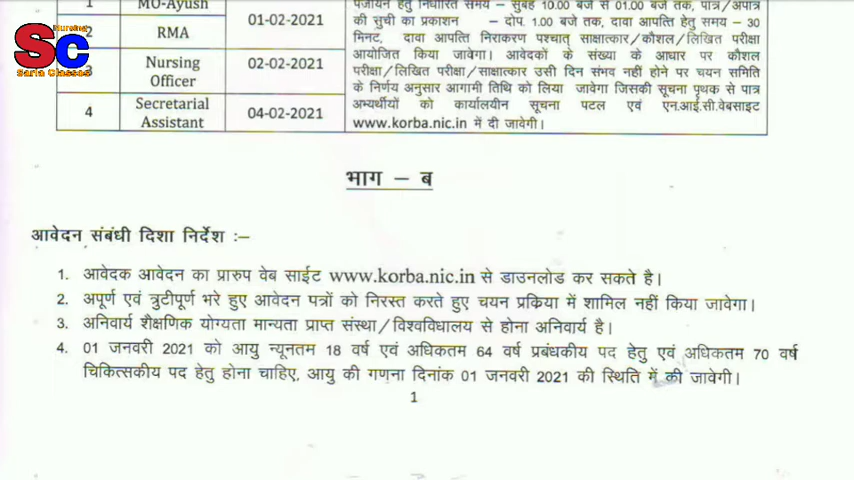 Nursing
SC
Sarla Classes
1 MO-Ayush
2 RMA 01-02-2021
3 Nursing Officer 02-02-2021
4 Secretarial Assistant 04-02-2021
पंजीयन हेतु निर्धारित समय – सुबह 10.00 बजे से 01.00 बजे तक, पात्र/अपात्र
की सुची का प्रकाशन – दोप. 1.00 बजे तक, दावा आपत्ति हेतु समय – 30
मिनट, दावा आपत्ति निराकरण पश्चात् साक्षात्कार/कौशल/लिखित परीक्षा
आयोजित किया जावेगा। आवेदकों के संख्या के आधार पर कौशल
परीक्षा/लिखित परीक्षा/साक्षात्कार उसी दिन संभव नहीं होने पर चयन समिति
के निर्णय अनुसार आगामी तिथि को लिया जावेगा जिसकी सूचना पृथक से पात्र
अभ्यर्थीयों को कार्यालयीन सूचना पटल एवं एन.आई.सी.वेबसाइट
www.korba.nic.in में दी जावेगी।
भाग – ब
आवेदन संबंधी दिशा निर्देश :–
1. आवेदक आवेदन का प्रारुप वेब साईट www.korba.nic.in से डाउनलोड कर सकते है।
2. अपूर्ण एवं त्रुटीपूर्ण भरे हुए आवेदन पत्रों को निरस्त करते हुए चयन प्रक्रिया में शामिल नहीं किया जावेगा।
3. अनिवार्य शैक्षणिक योग्यता मान्यता प्राप्त संस्था/विश्वविधालय से होना अनिवार्य है।
4. 01 जनवरी 2021 को आयु न्यूनतम 18 वर्ष एवं अधिकतम 64 वर्ष प्रबंधकीय पद हेतु एवं अधिकतम 70 वर्ष
चिकित्सकीय पद हेतु होना चाहिए, आयु की गणना दिनांक 01 जनवरी 2021 की स्थिति में की जावेगी।
1